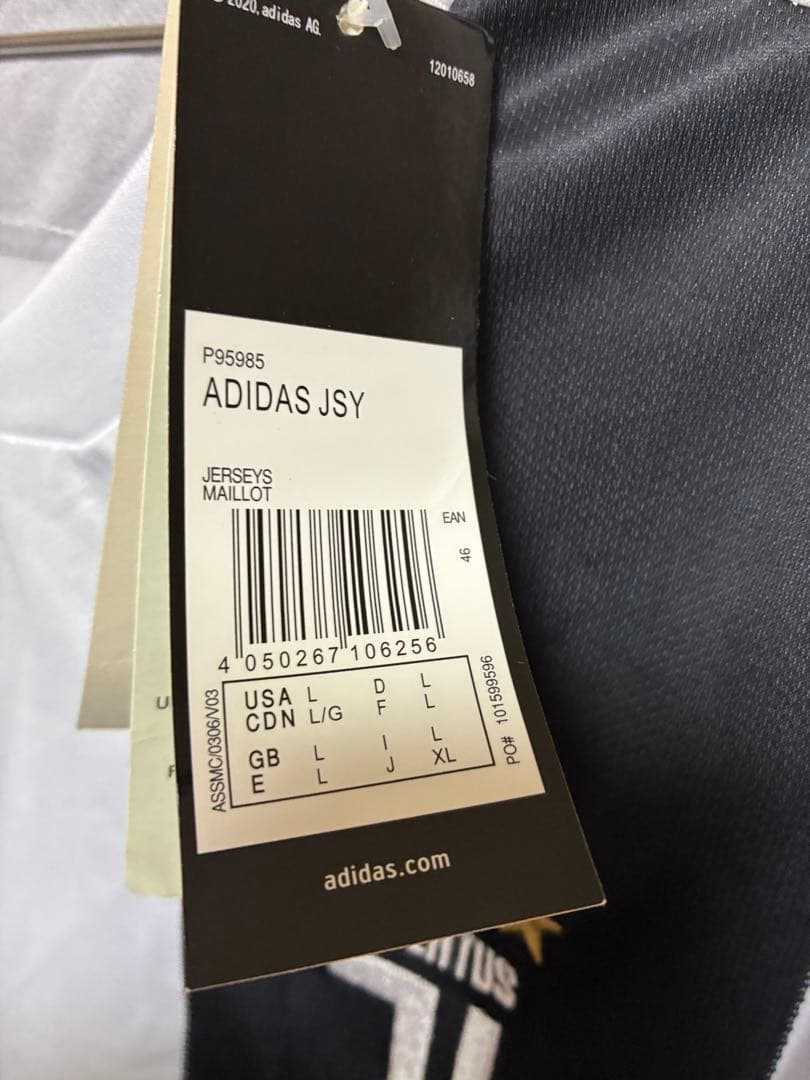 2020, adidas AG.
12010658
P95985
ADIDAS JSY
JERSEYS
MAILLOT
EAN
46
4 050267 106256
USA L D L
CDN L/G F L
GB L I L
E L J XL
ASSMC/0306/V03
PO# 101599596
adidas.com